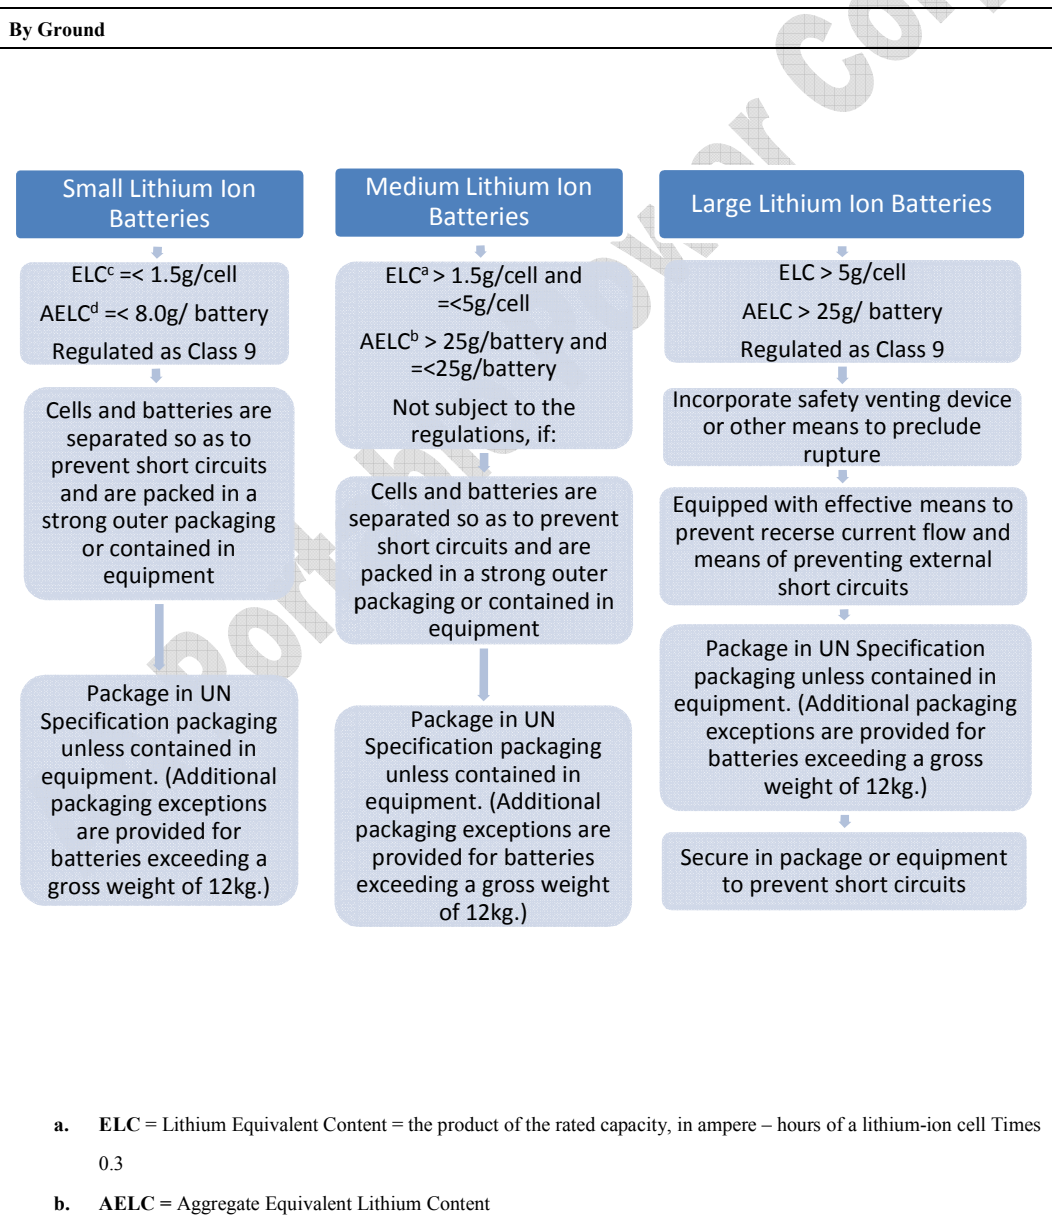 By Ground
Small Lithium Ion
Batteries
ELCᶜ =< 1.5g/cell
AELCᵈ =< 8.0g/ battery
Regulated as Class 9
Cells and batteries are
separated so as to
prevent short circuits
and are packed in a
strong outer packaging
or contained in
equipment
Package in UN
Specification packaging
unless contained in
equipment. (Additional
packaging exceptions
are provided for
batteries exceeding a
gross weight of 12kg.)
Medium Lithium Ion
Batteries
ELCᵃ > 1.5g/cell and
=<5g/cell
AELCᵇ > 25g/battery and
=<25g/battery
Not subject to the
regulations, if:
Cells and batteries are
separated so as to prevent
short circuits and are
packed in a strong outer
packaging or contained in
equipment
Package in UN
Specification packaging
unless contained in
equipment. (Additional
packaging exceptions are
provided for batteries
exceeding a gross weight
of 12kg.)
Large Lithium Ion Batteries
ELC > 5g/cell
AELC > 25g/ battery
Regulated as Class 9
Incorporate safety venting device
or other means to preclude
rupture
Equipped with effective means to
prevent recerse current flow and
means of preventing external
short circuits
Package in UN Specification
packaging unless contained in
equipment. (Additional packaging
exceptions are provided for
batteries exceeding a gross
weight of 12kg.)
Secure in package or equipment
to prevent short circuits
a. ELC = Lithium Equivalent Content = the product of the rated capacity, in ampere – hours of a lithium-ion cell Times
0.3
b. AELC = Aggregate Equivalent Lithium Content